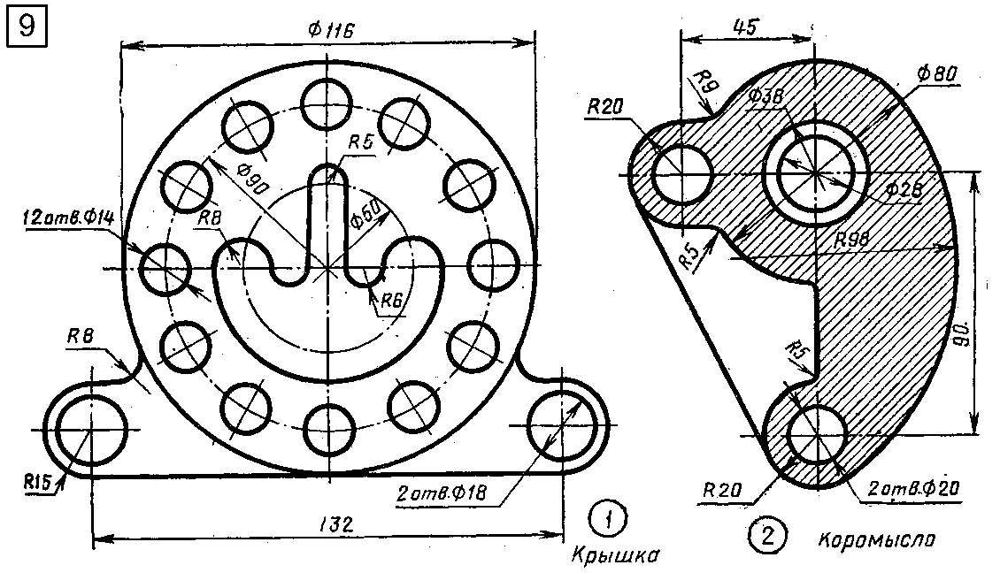 9
Ф116
R5
Ф90
R8
Ф60
12отв.Ф14
R6
R8
R15
2отв.Ф18
132
1
Крышка
45
R9
Ф38
Ф80
R20
Ф28
R98
R5
90
R5
R20
2отв.Ф20
2
Коромысло